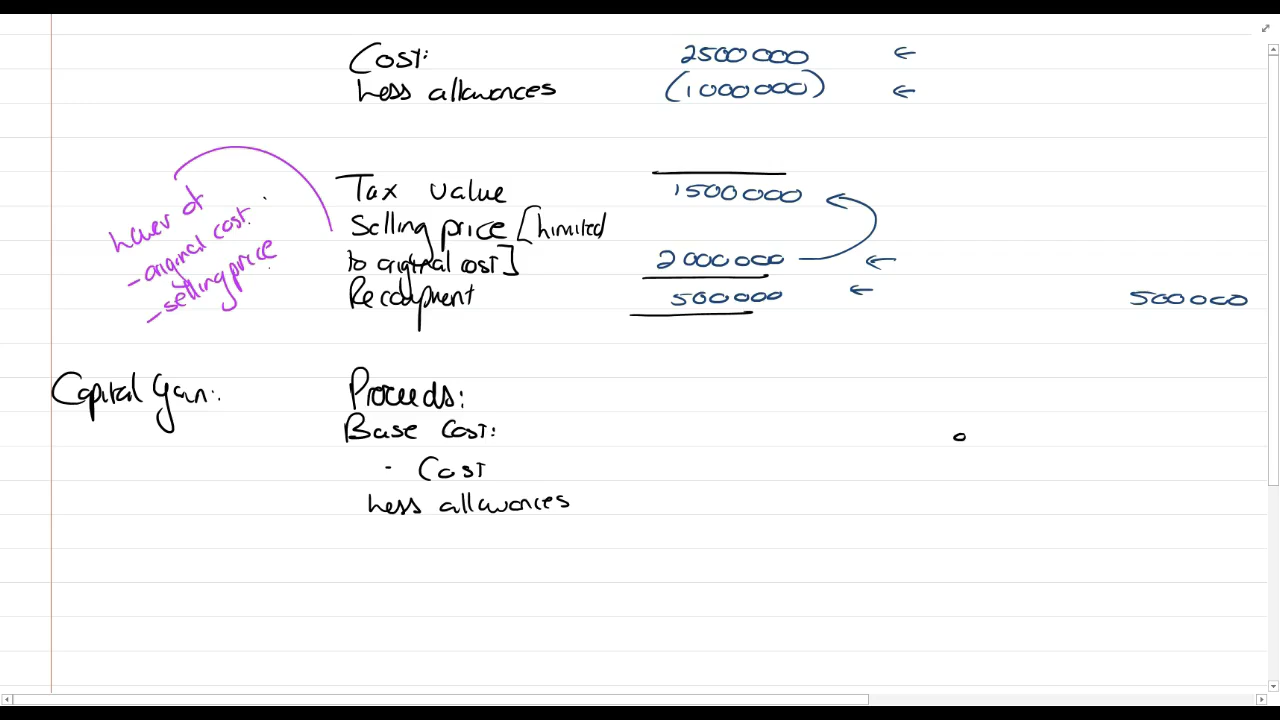 Cost: 2500000 ←
Less allowances (1000000) ←
Tax value 1500000
Selling price [limited
to original cost] 2000000 ←
Recoupment 500000 ← 500000
Lower of
- original cost.
- selling price
Capital Gain: Proceeds:
Base Cost:
- Cost
Less allowances